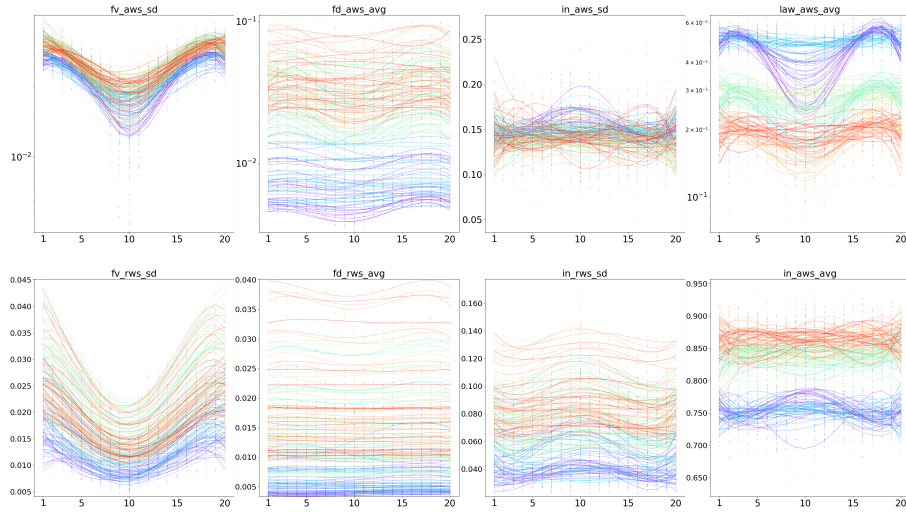 fv_aws_sd
10⁻²
1 5 10 15 20
fd_aws_avg
10⁻¹
10⁻²
1 5 10 15 20
in_aws_sd
0.25
0.20
0.15
0.10
0.05
1 5 10 15 20
law_aws_avg
6 × 10⁻¹
4 × 10⁻¹
3 × 10⁻¹
2 × 10⁻¹
10⁻¹
1 5 10 15 20
fv_rws_sd
0.045
0.040
0.035
0.030
0.025
0.020
0.015
0.010
0.005
1 5 10 15 20
fd_rws_avg
0.040
0.035
0.030
0.025
0.020
0.015
0.010
0.005
1 5 10 15 20
in_rws_sd
0.160
0.140
0.120
0.100
0.080
0.060
0.040
1 5 10 15 20
in_aws_avg
0.950
0.900
0.850
0.800
0.750
0.700
0.650
1 5 10 15 20